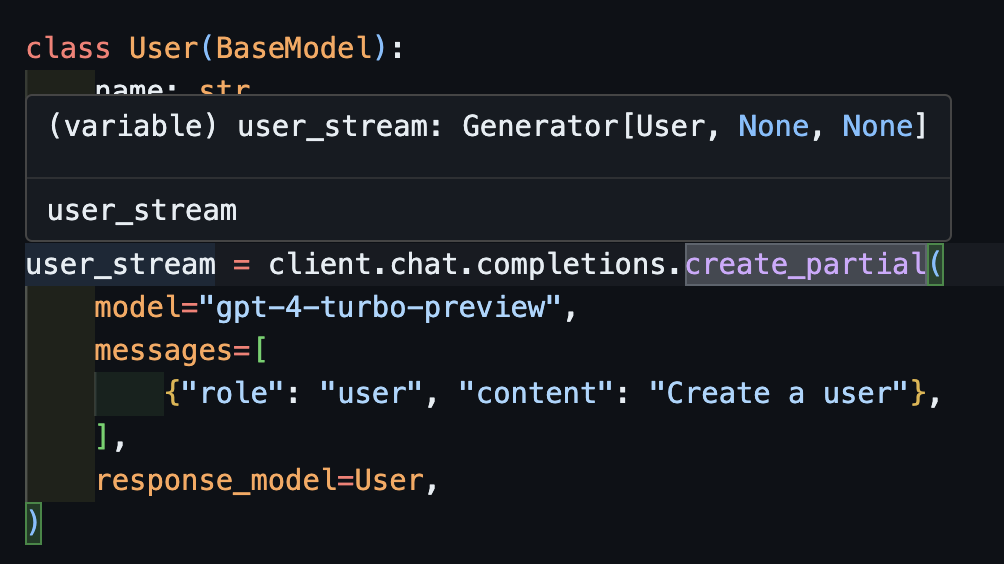 class User(BaseModel):
name: str
(variable) user_stream: Generator[User, None, None]
user_stream
user_stream = client.chat.completions.create_partial(
model="gpt-4-turbo-preview",
messages=[
{"role": "user", "content": "Create a user"},
],
response_model=User,
)